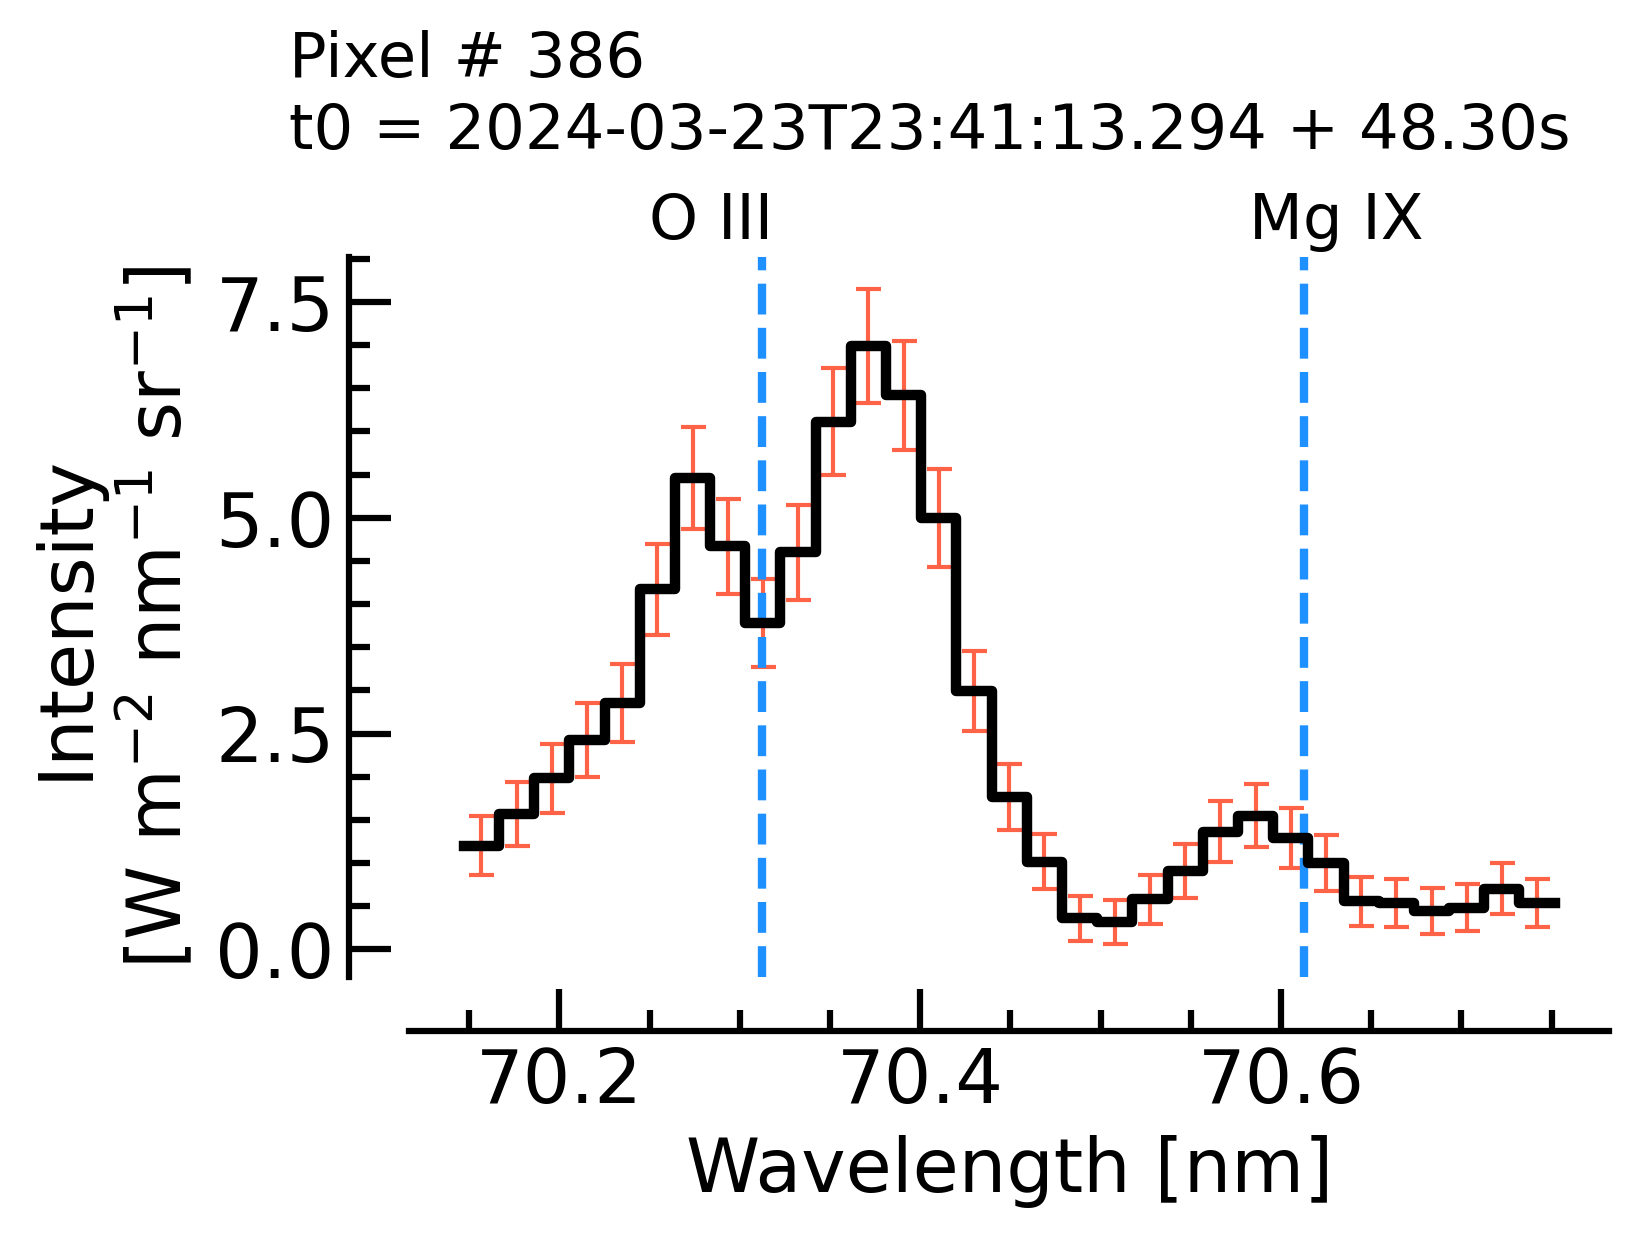 Pixel # 386
t0 = 2024-03-23T23:41:13.294 + 48.30s
O III
Mg IX
Intensity
[W m⁻² nm⁻¹ sr⁻¹]
7.5
5.0
2.5
0.0
70.2
70.4
70.6
Wavelength [nm]